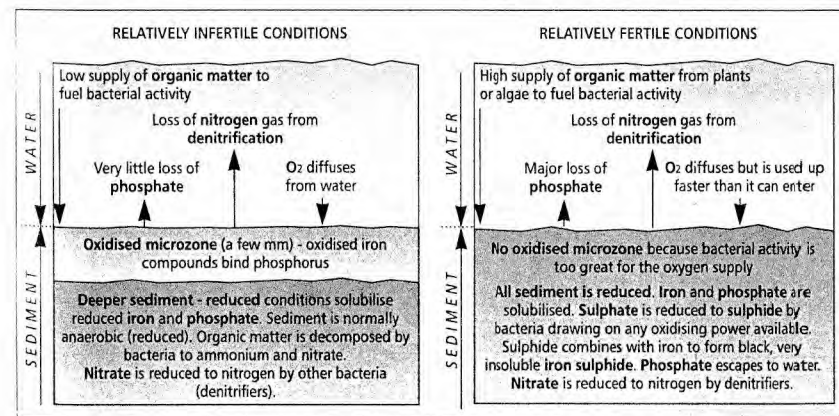 RELATIVELY INFERTILE CONDITIONS
Low supply of organic matter to
fuel bacterial activity
Loss of nitrogen gas from
denitrification
Very little loss of
phosphate
O2 diffuses
from water
WATER
Oxidised microzone (a few mm) - oxidised iron
compounds bind phosphorus
Deeper sediment - reduced conditions solubilise
reduced iron and phosphate. Sediment is normally
anaerobic (reduced). Organic matter is decomposed by
bacteria to ammonium and nitrate.
Nitrate is reduced to nitrogen by other bacteria
(denitrifiers).
SEDIMENT
RELATIVELY FERTILE CONDITIONS
High supply of organic matter from plants
or algae to fuel bacterial activity
Loss of nitrogen gas from
denitrification
Major loss of
phosphate
O2 diffuses but is used up
faster than it can enter
WATER
No oxidised microzone because bacterial activity is
too great for the oxygen supply
All sediment is reduced. Iron and phosphate are
solubilised. Sulphate is reduced to sulphide by
bacteria drawing on any oxidising power available.
Sulphide combines with iron to form black, very
insoluble iron sulphide. Phosphate escapes to water.
Nitrate is reduced to nitrogen by denitrifiers.
SEDIMENT